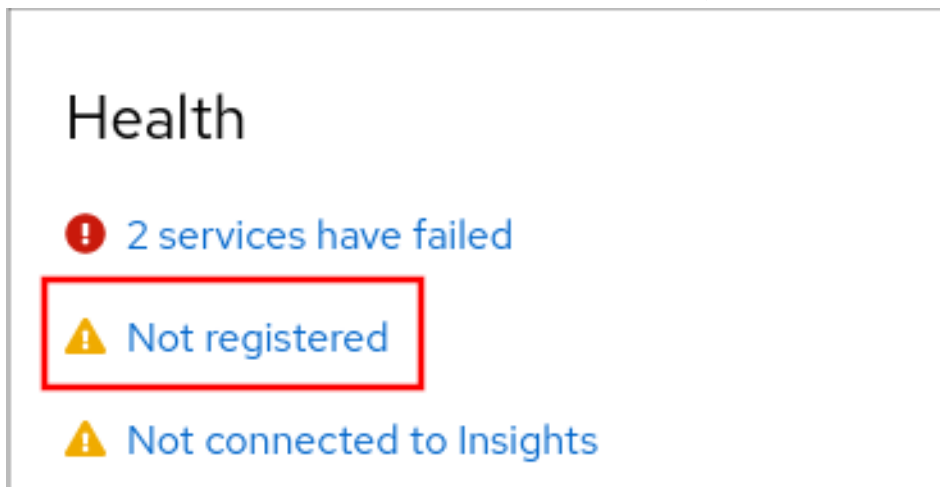 Health
2 services have failed
Not registered
Not connected to Insights